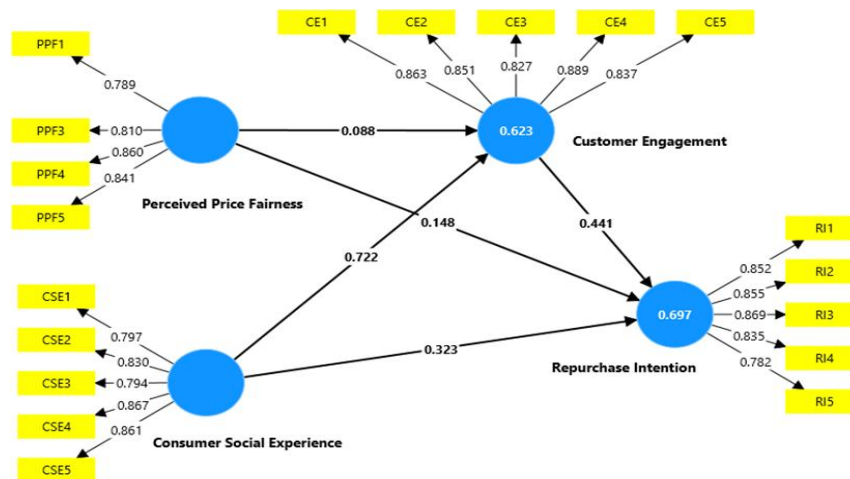 CE1
CE2
CE3
CE4
CE5
PPF1
0.789
PPF3
0.810
PPF4
0.860
PPF5
0.841
Perceived Price Fairness
0.863
0.851
0.827
0.889
0.837
0.623
Customer Engagement
0.088
0.148
0.722
0.441
0.323
CSE1
0.797
CSE2
0.830
CSE3
0.794
CSE4
0.867
CSE5
0.861
Consumer Social Experience
0.697
Repurchase Intention
0.852
RI1
0.855
RI2
0.869
RI3
0.835
RI4
0.782
RI5